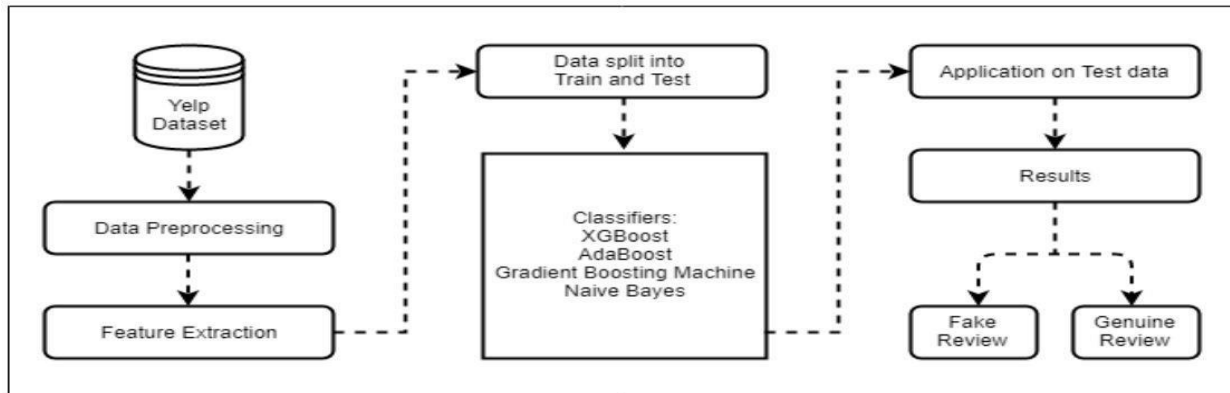 Yelp
Dataset
Data Preprocessing
Feature Extraction
Data split into
Train and Test
Classifiers:
XGBoost
AdaBoost
Gradient Boosting Machine
Naive Bayes
Application on Test data
Results
Fake
Review
Genuine
Review